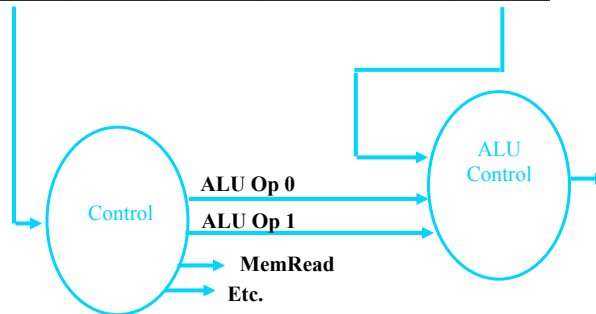 ALU
Control
ALU Op 0
Control
ALU Op 1
MemRead
Etc.